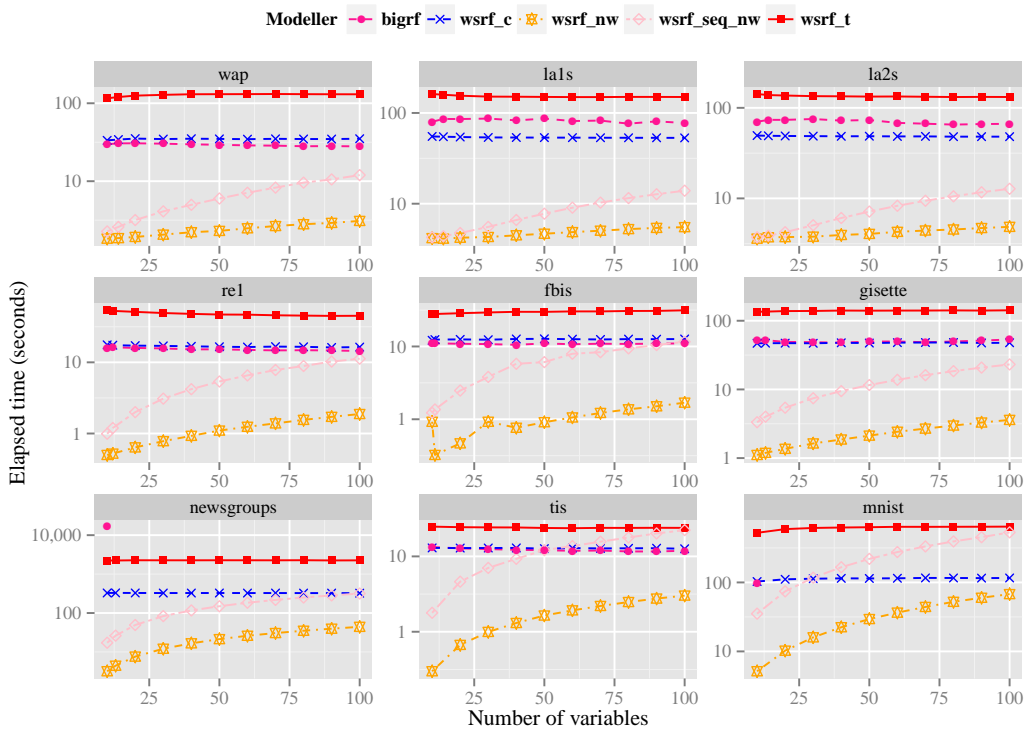 Modeller bigrf wsrf_c wsrf_nw wsrf_seq_nw wsrf_t
wap la1s la2s
100
10
25 50 75 100
100
10
25 50 75 100
100
10
25 50 75 100
re1 fbis gisette
10
1
25 50 75 100
10
1
25 50 75 100
100
10
1
25 50 75 100
newsgroups tis mnist
10,000
100
25 50 75 100
10
1
25 50 75 100
100
10
25 50 75 100
Elapsed time (seconds)
Number of variables